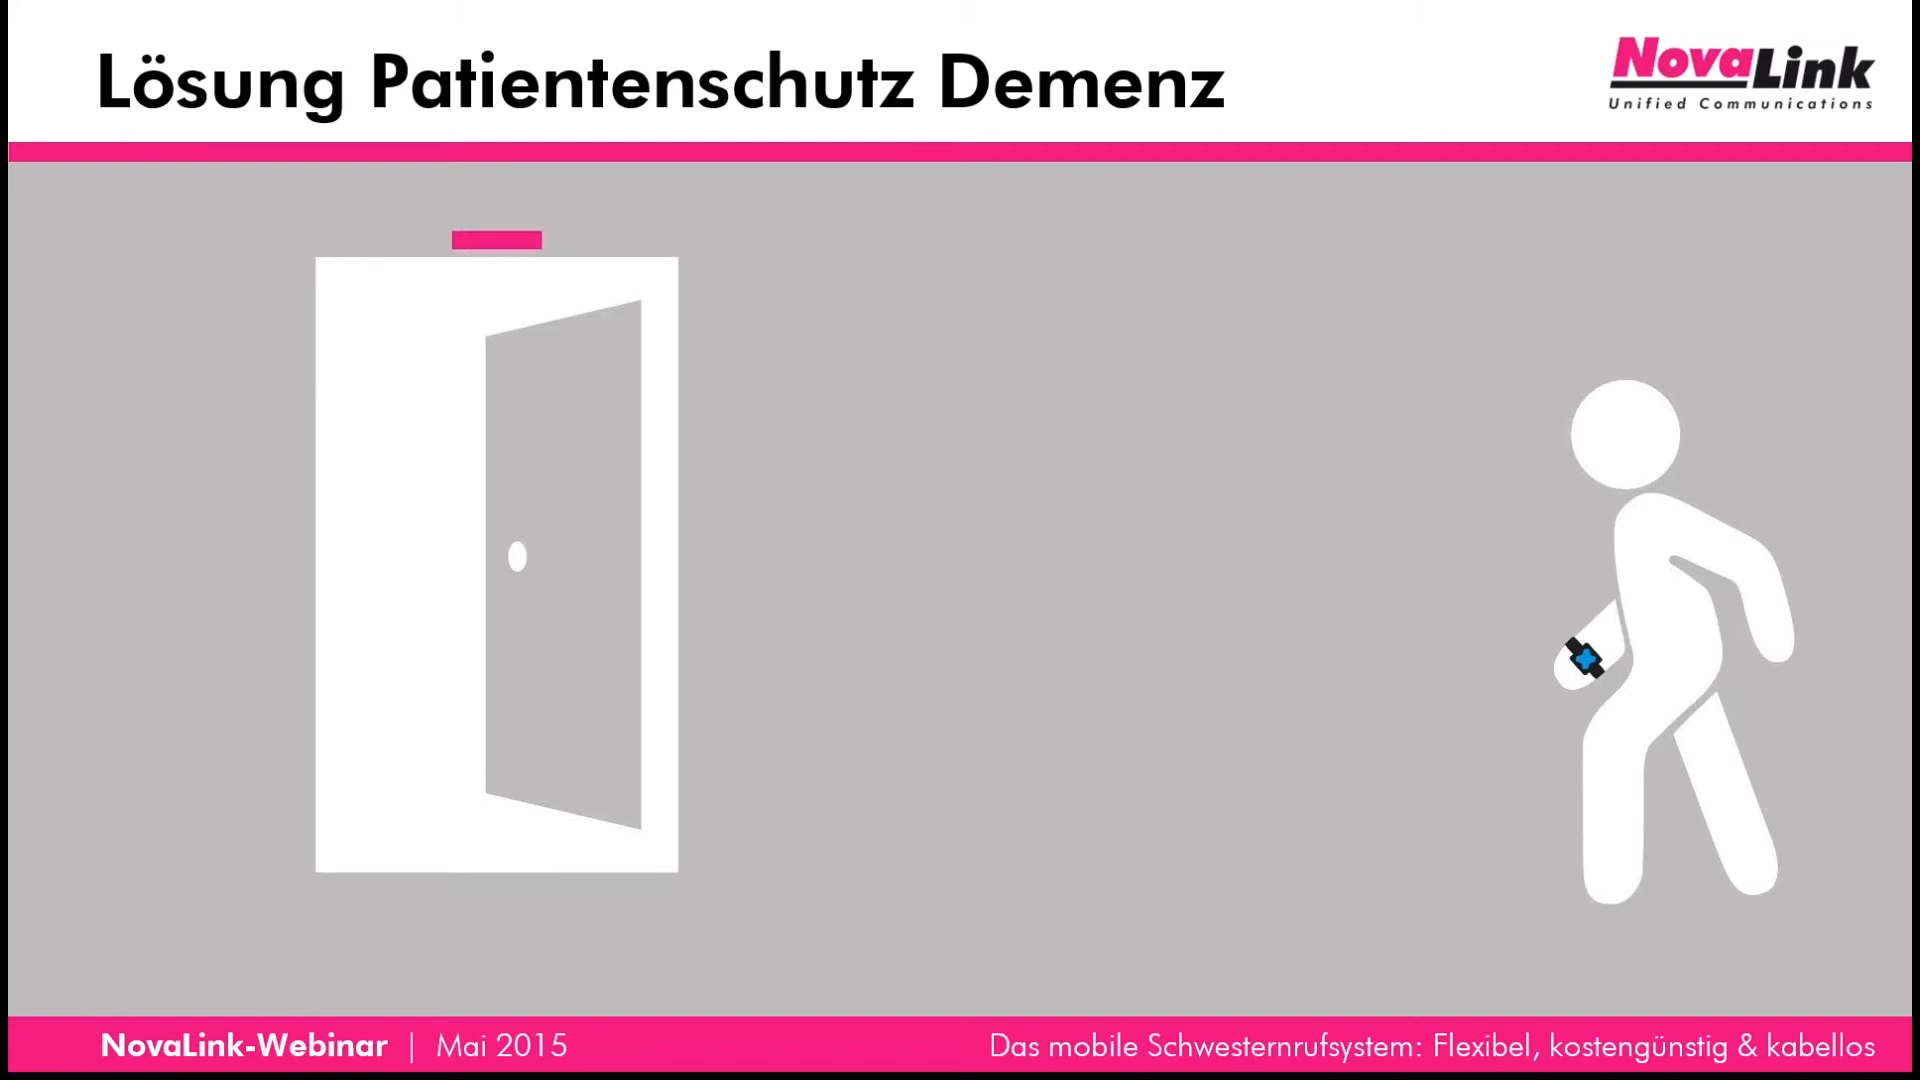 Lösung Patientenschutz Demenz
NovaLink
Unified Communications
NovaLink-Webinar | Mai 2015
Das mobile Schwesternrufsystem: Flexibel, kostengünstig & kabellos